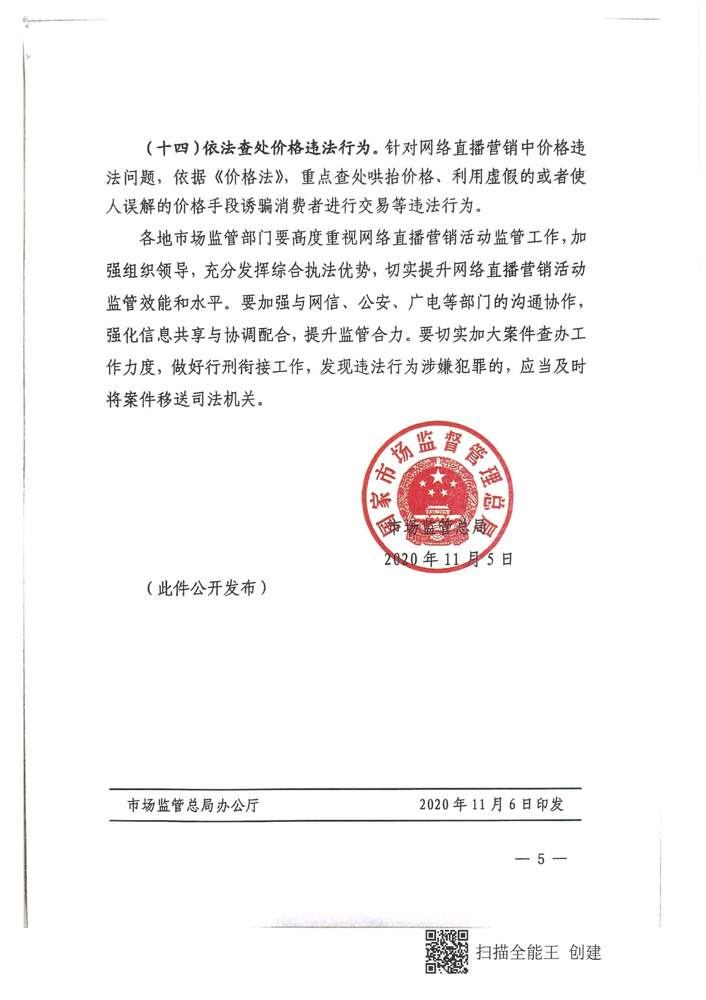 （十四）依法查处价格违法行为。针对网络直播营销中价格违
法问题，依据《价格法》，重点查处哄抬价格、利用虚假的或者使
人误解的价格手段诱骗消费者进行交易等违法行为。
各地市场监管部门要高度重视网络直播营销活动监管工作，加
强组织领导，充分发挥综合执法优势，切实提升网络直播营销活动
监管效能和水平。要加强与网信、公安、广电等部门的沟通协作，
强化信息共享与协调配合，提升监管合力。要切实加大案件查办工
作力度，做好行刑衔接工作，发现违法行为涉嫌犯罪的，应当及时
将案件移送司法机关。
国家市场监督管理总局
市场监管总局
2020年11月5日
（此件公开发布）
市场监管总局办公厅 2020年11月6日印发
— 5 —
扫描全能王 创建